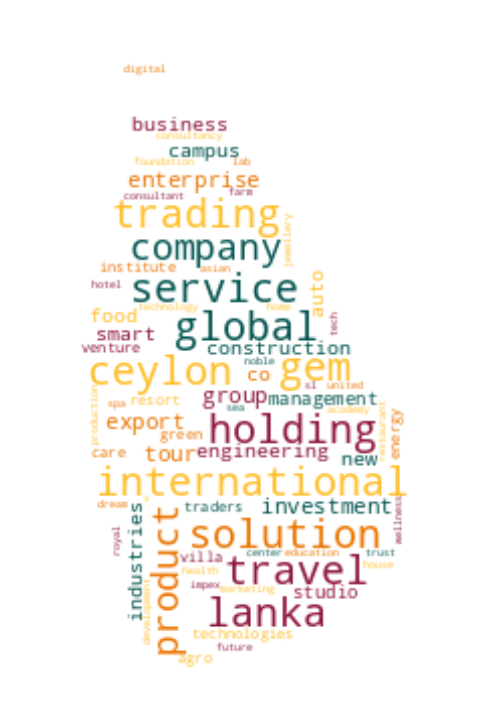 digital
business
consultancy
campus
foundation lab
enterprise
consultant farm
trading
jewellery
company
institute asian
hotel service auto
technology home
food global tech
smart
venture construction
noble
ceylon co gem
sl united
production resort group management
spa sea academy
export holding restaurant energy
green
care tour engineering
new
international
dream traders investment wellness
royal industries product solution
villa center education trust
health travel house
impex marketing studio
development lanka
technologies
future
agro